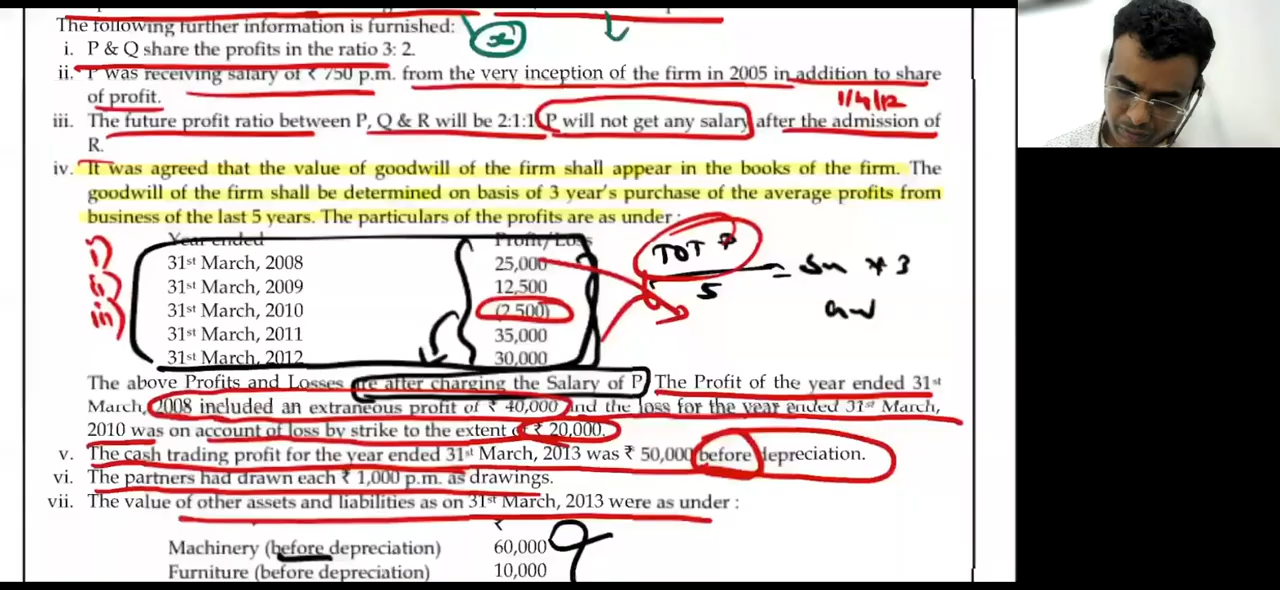 The following further information is furnished:
i. P & Q share the profits in the ratio 3: 2.
ii. P was receiving salary of ₹ 750 p.m. from the very inception of the firm in 2005 in addition to share
of profit.
1/4/12
iii. The future profit ratio between P, Q & R will be 2:1:1 P will not get any salary after the admission of
R.
iv. It was agreed that the value of goodwill of the firm shall appear in the books of the firm. The
goodwill of the firm shall be determined on basis of 3 year's purchase of the average profits from
business of the last 5 years. The particulars of the profits are as under :
Year ended Profit/Loss
31st March, 2008 25,000
31st March, 2009 12,500
31st March, 2010 (2,500)
31st March, 2011 35,000
31st March, 2012 30,000
i)
ii)
iii)
TOT P
5
* 3
The above Profits and Losses are after charging the Salary of P. The Profit of the year ended 31st
March, 2008 included an extraneous profit of ₹ 40,000 and the loss for the year ended 31st March,
2010 was on account of loss by strike to the extent of ₹ 20,000.
v. The cash trading profit for the year ended 31st March, 2013 was ₹ 50,000 before depreciation.
vi. The partners had drawn each ₹ 1,000 p.m. as drawings.
vii. The value of other assets and liabilities as on 31st March, 2013 were as under :
₹
Machinery (before depreciation) 60,000
Furniture (before depreciation) 10,000